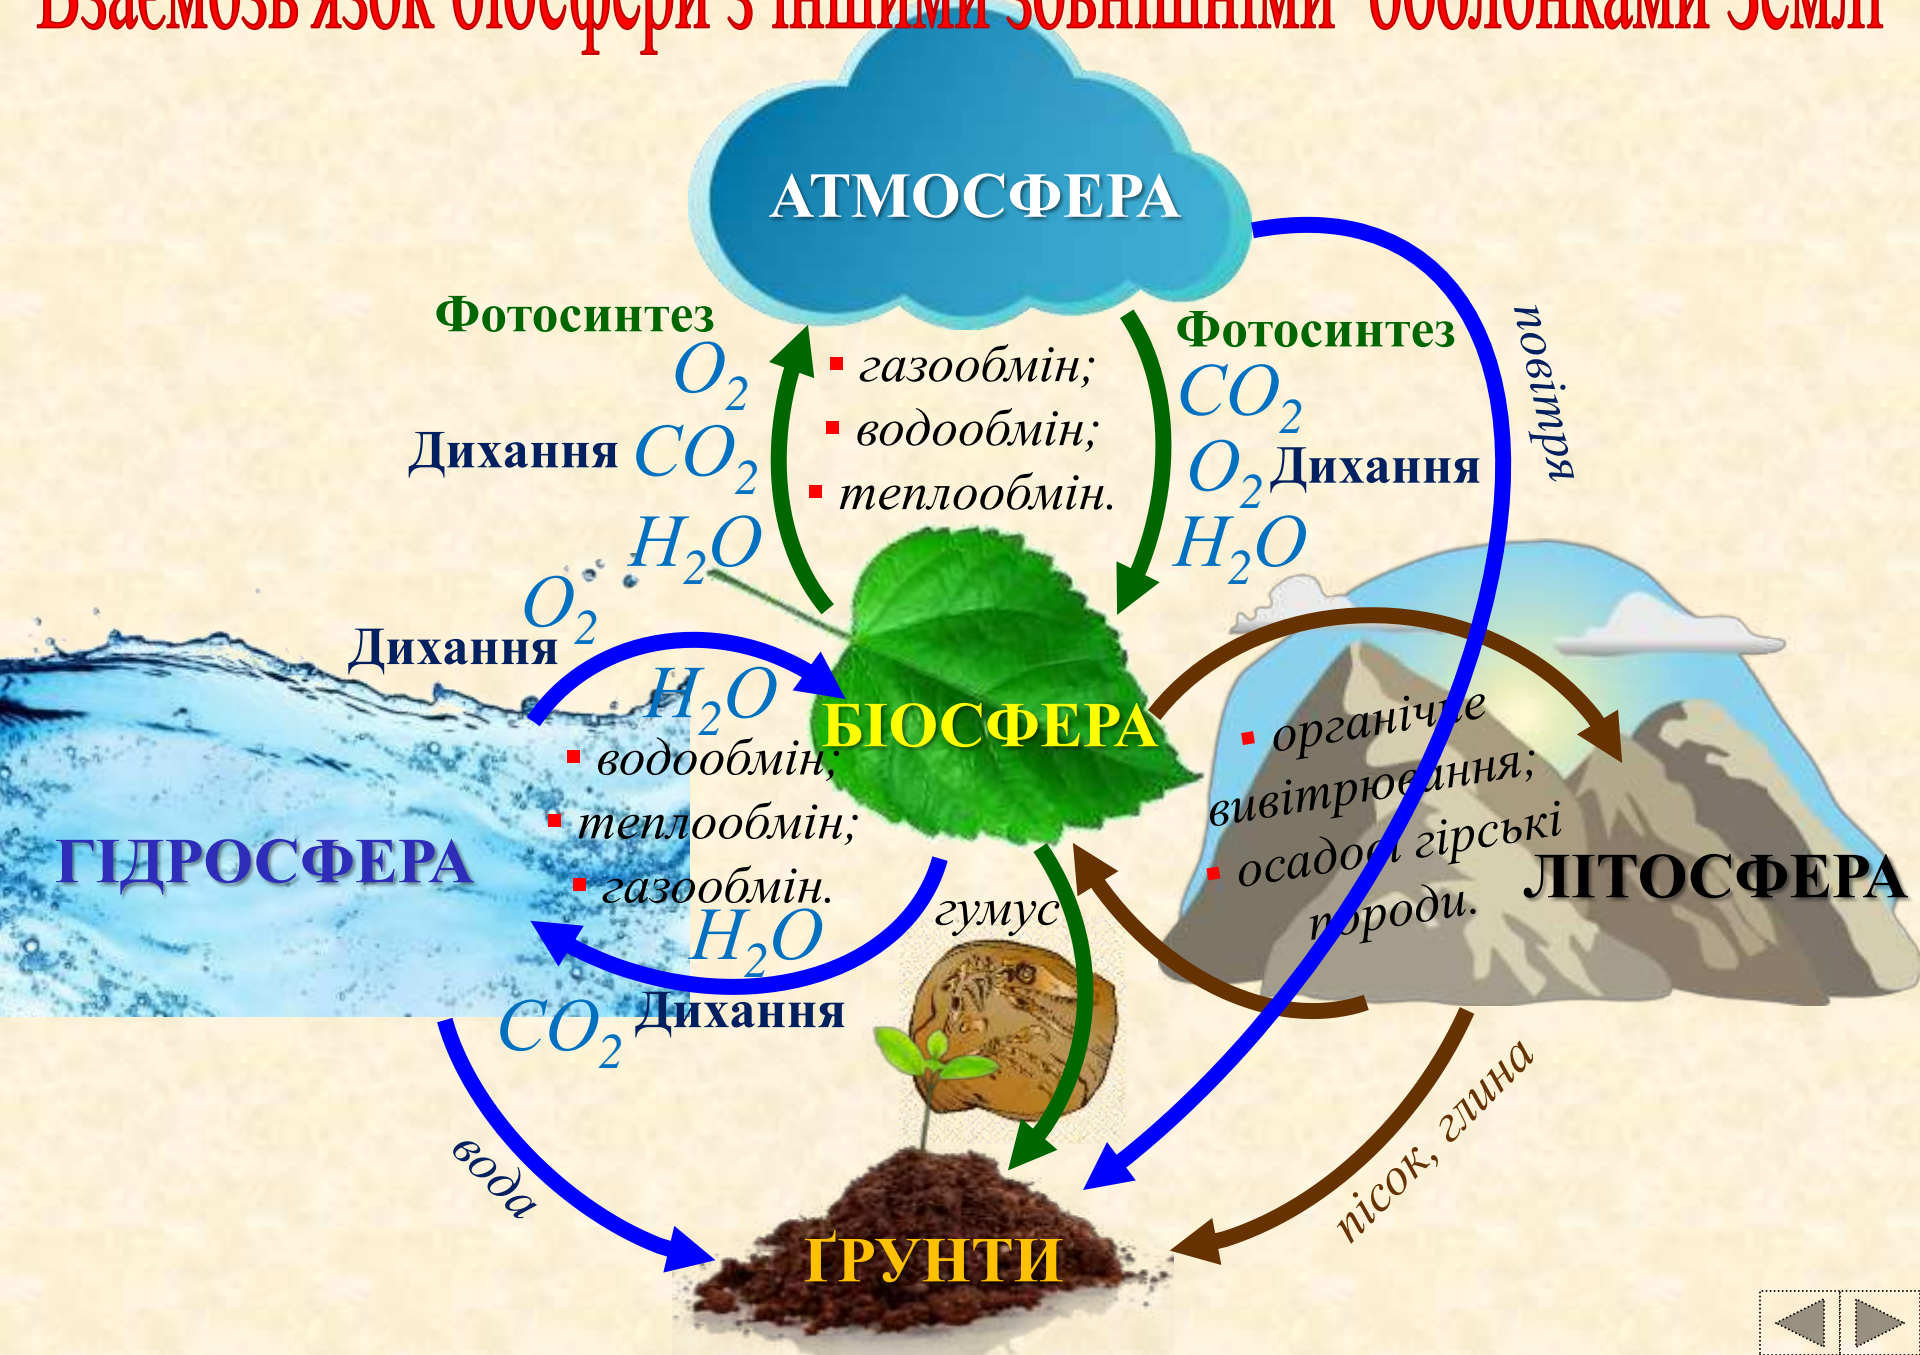 Взаємозв'язок біосфери з іншими зовнішніми оболонками Землі
АТМОСФЕРА
Фотосинтез
O2
Дихання CO2
H2O
▪ газообмін;
▪ водообмін;
▪ теплообмін.
Фотосинтез
CO2
O2 Дихання
H2O
повітря
O2
Дихання
H2O
БІОСФЕРА
▪ водообмін;
▪ теплообмін;
▪ газообмін.
ГІДРОСФЕРА
H2O
CO2 Дихання
▪ органічне
вивітрювання;
▪ осадові гірські
породи.
ЛІТОСФЕРА
гумус
вода
пісок, глина
ҐРУНТИ